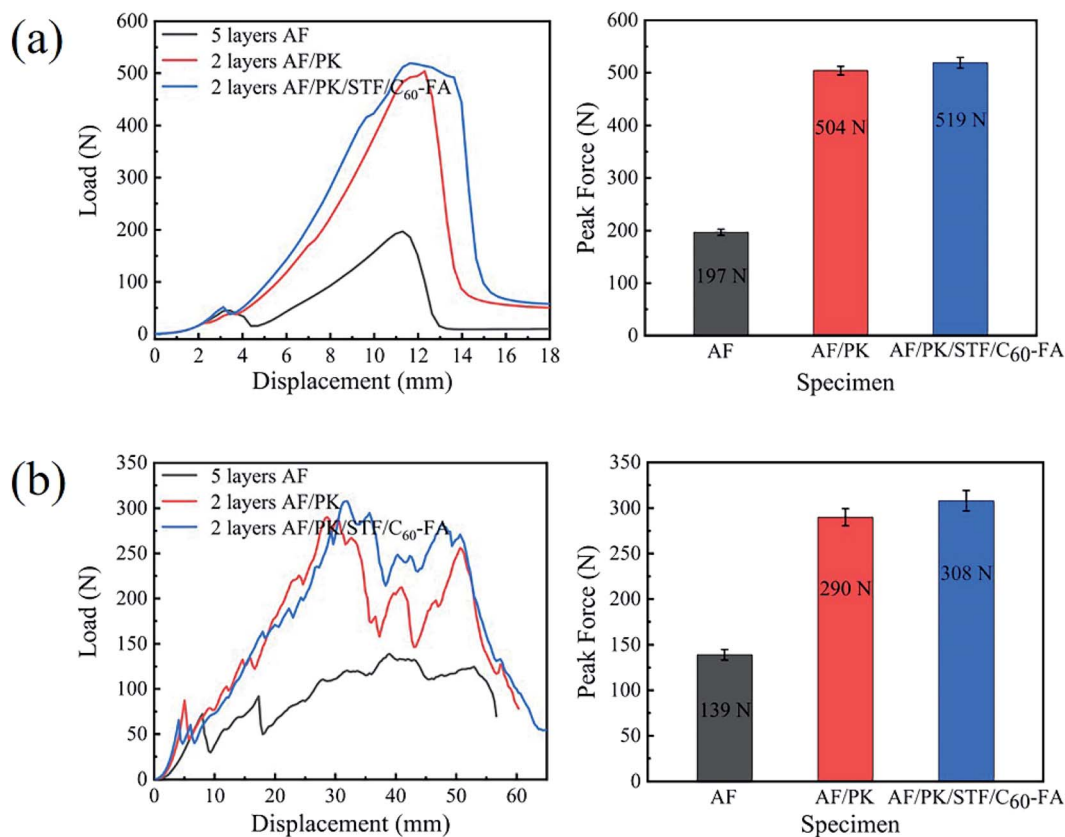 (a)
600
500
400
300
200
100
0
Load (N)
5 layers AF
2 layers AF/PK
2 layers AF/PK/STF/C₆₀-FA
0 2 4 6 8 10 12 14 16 18
Displacement (mm)
600
500
400
300
200
100
0
Peak Force (N)
197 N
504 N
519 N
AF AF/PK AF/PK/STF/C₆₀-FA
Specimen
(b)
350
300
250
200
150
100
50
0
Load (N)
5 layers AF
2 layers AF/PK
2 layers AF/PK/STF/C₆₀-FA
0 10 20 30 40 50 60
Displacement (mm)
350
300
250
200
150
100
50
0
Peak Force (N)
139 N
290 N
308 N
AF AF/PK AF/PK/STF/C₆₀-FA
Specimen